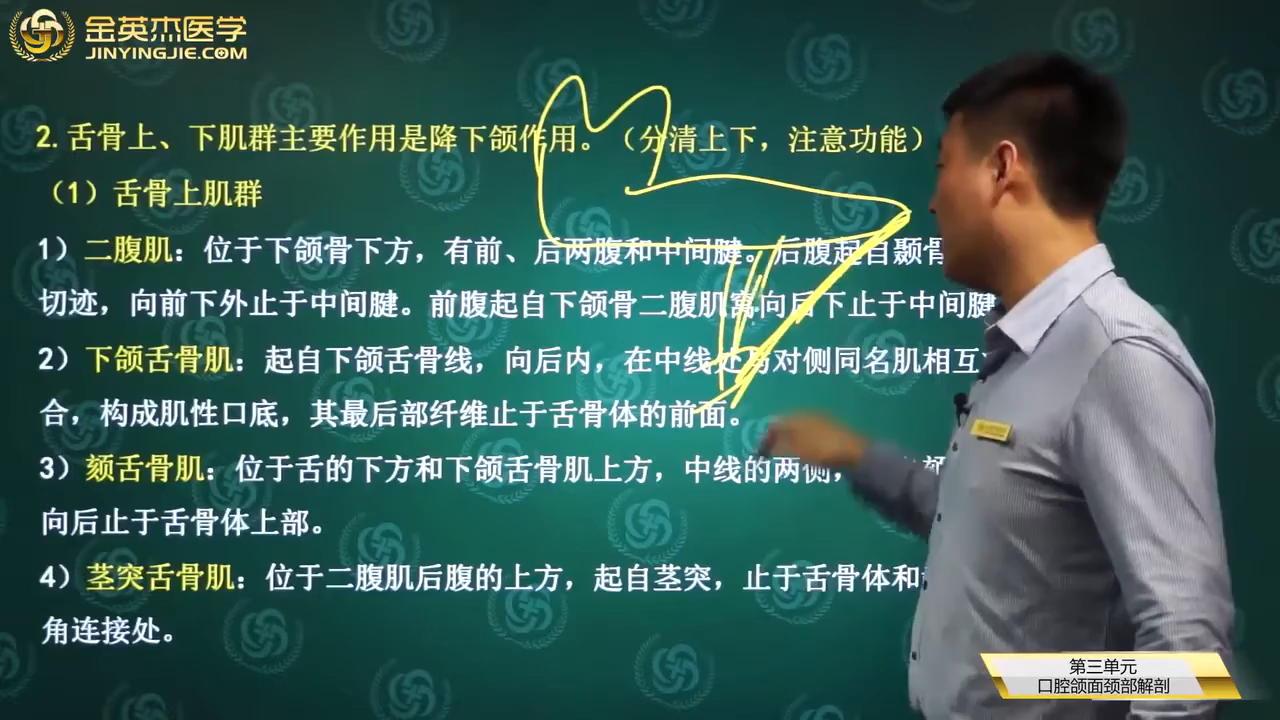 金英杰医学
JINYINGJIE.COM
2.舌骨上、下肌群主要作用是降下颌作用。（分清上下，注意功能）
（1）舌骨上肌群
1）二腹肌：位于下颌骨下方，有前、后两腹和中间腱。后腹起自颞骨
切迹，向前下外止于中间腱。前腹起自下颌骨二腹肌窝向后下止于中间腱
2）下颌舌骨肌：起自下颌舌骨线，向后内，在中线处与对侧同名肌相互
合，构成肌性口底，其最后部纤维止于舌骨体的前面。
3）颏舌骨肌：位于舌的下方和下颌舌骨肌上方，中线的两侧，
向后止于舌骨体上部。
4）茎突舌骨肌：位于二腹肌后腹的上方，起自茎突，止于舌骨体和
角连接处。
第三单元
口腔颌面颈部解剖